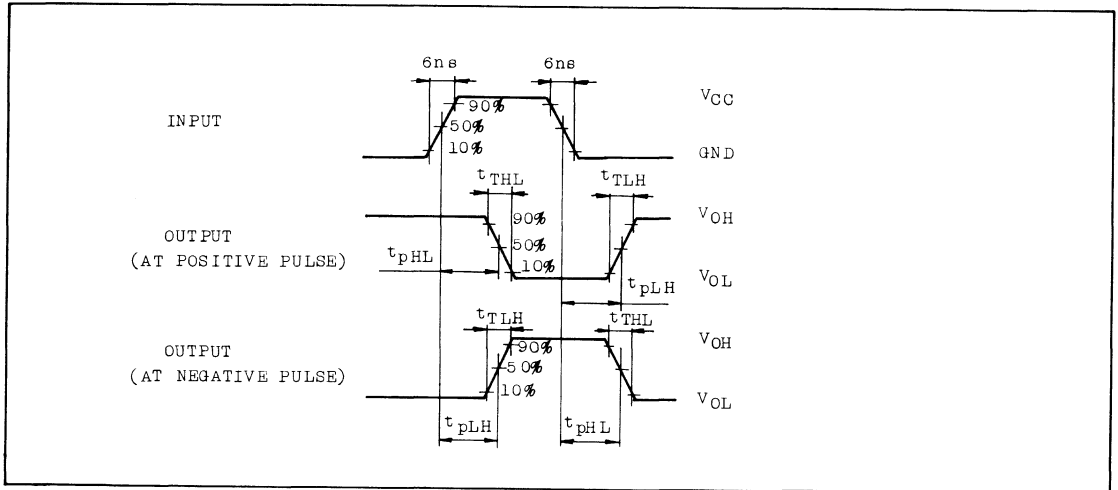 6ns 6ns
INPUT
90%
50%
10%
VCC
GND
tTHL tTLH
OUTPUT
(AT POSITIVE PULSE)
90%
50%
10%
VOH
VOL
tpHL
tpLH
tTLH tTHL
OUTPUT
(AT NEGATIVE PULSE)
90%
50%
10%
VOH
VOL
tpLH tpHL